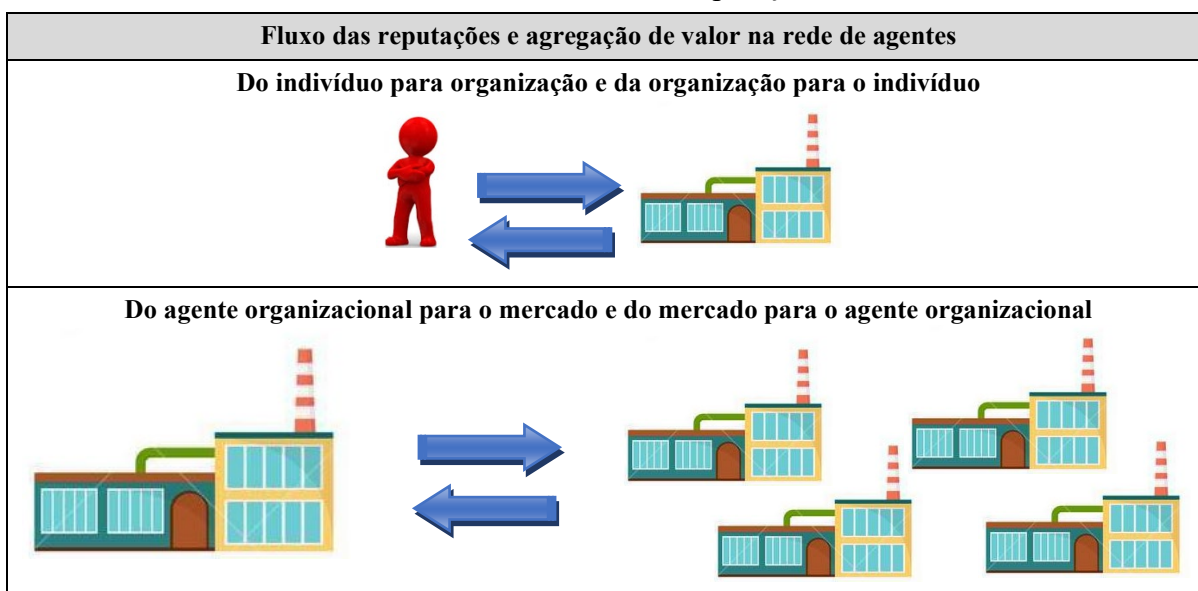 Fluxo das reputações e agregação de valor na rede de agentes
Do indivíduo para organização e da organização para o indivíduo
Do agente organizacional para o mercado e do mercado para o agente organizacional